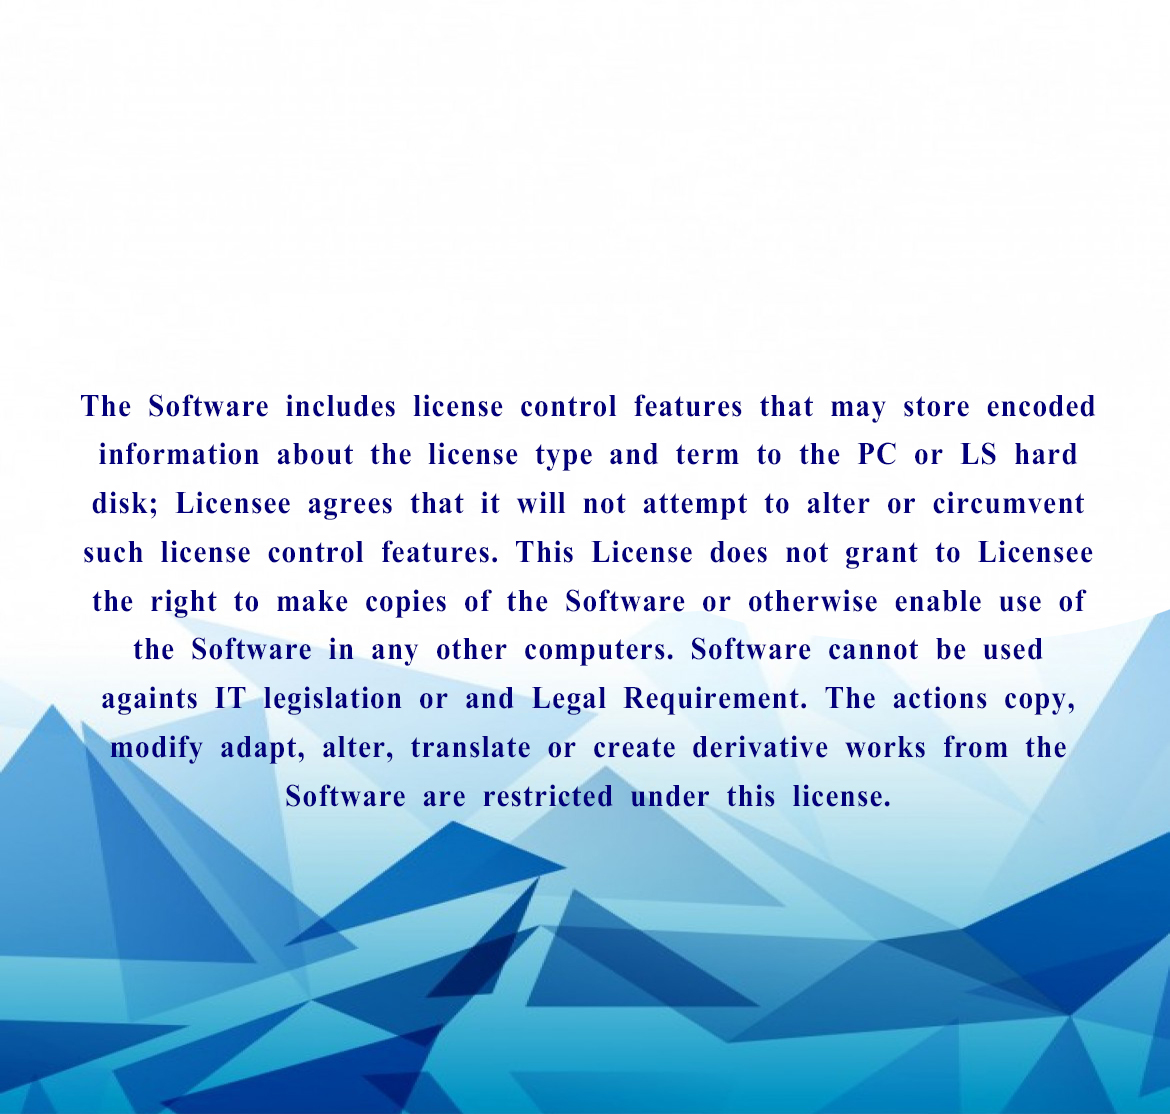 The Software includes license control features that may store encoded
information about the license type and term to the PC or LS hard
disk; Licensee agrees that it will not attempt to alter or circumvent
such license control features. This License does not grant to Licensee
the right to make copies of the Software or otherwise enable use of
the Software in any other computers. Software cannot be used
againts IT legislation or and Legal Requirement. The actions copy,
modify adapt, alter, translate or create derivative works from the
Software are restricted under this license.